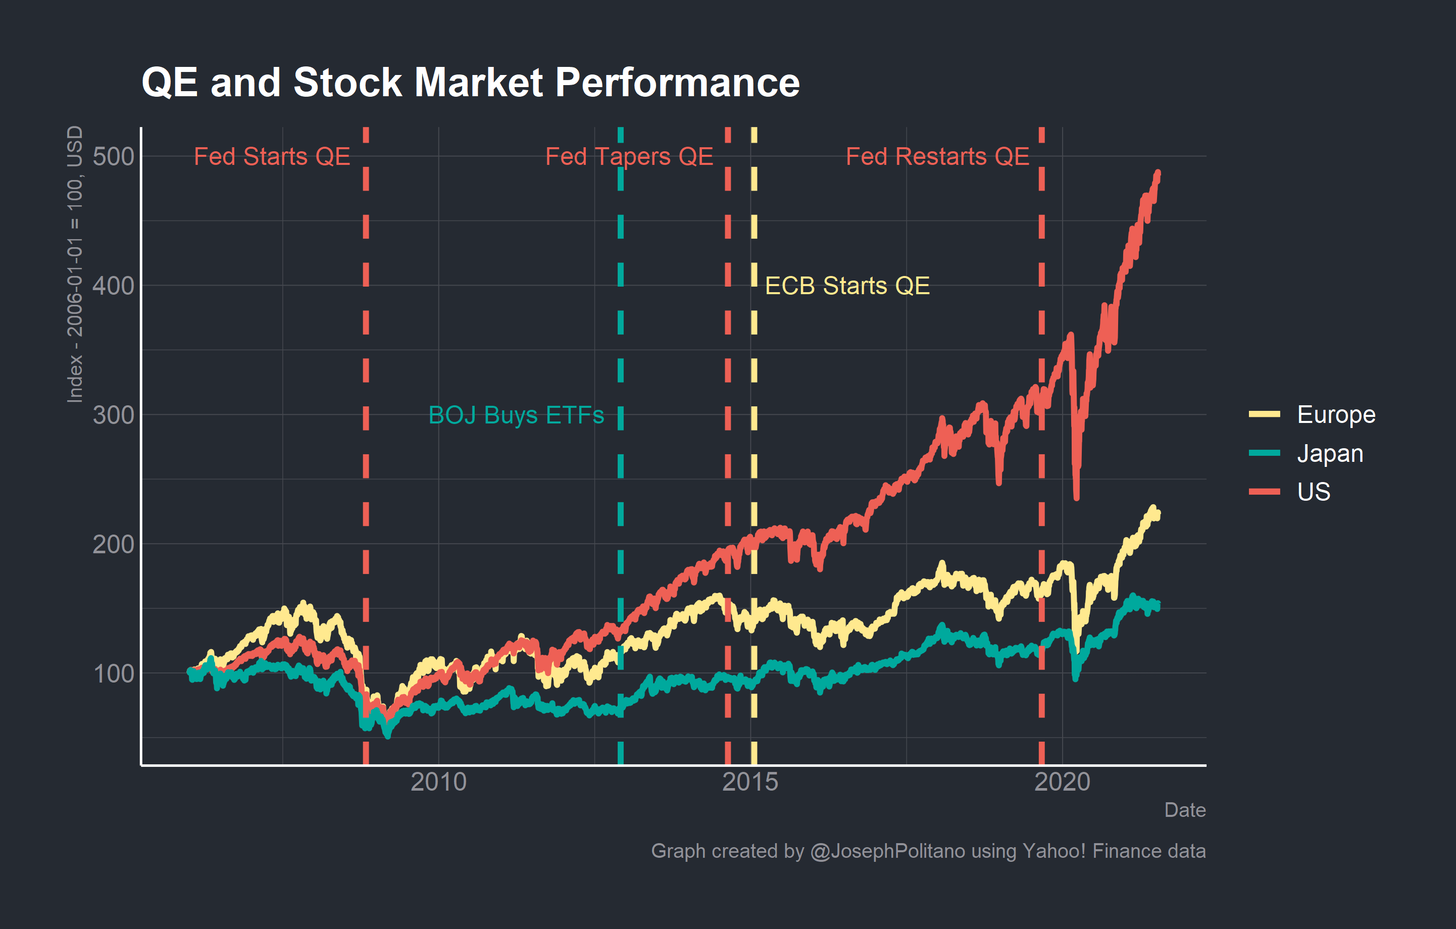 QE and Stock Market Performance
Index - 2006-01-01 = 100, USD
500
400
300
200
100
Fed Starts QE
Fed Tapers QE
Fed Restarts QE
ECB Starts QE
BOJ Buys ETFs
Europe
Japan
US
2010
2015
2020
Date
Graph created by @JosephPolitano using Yahoo! Finance data